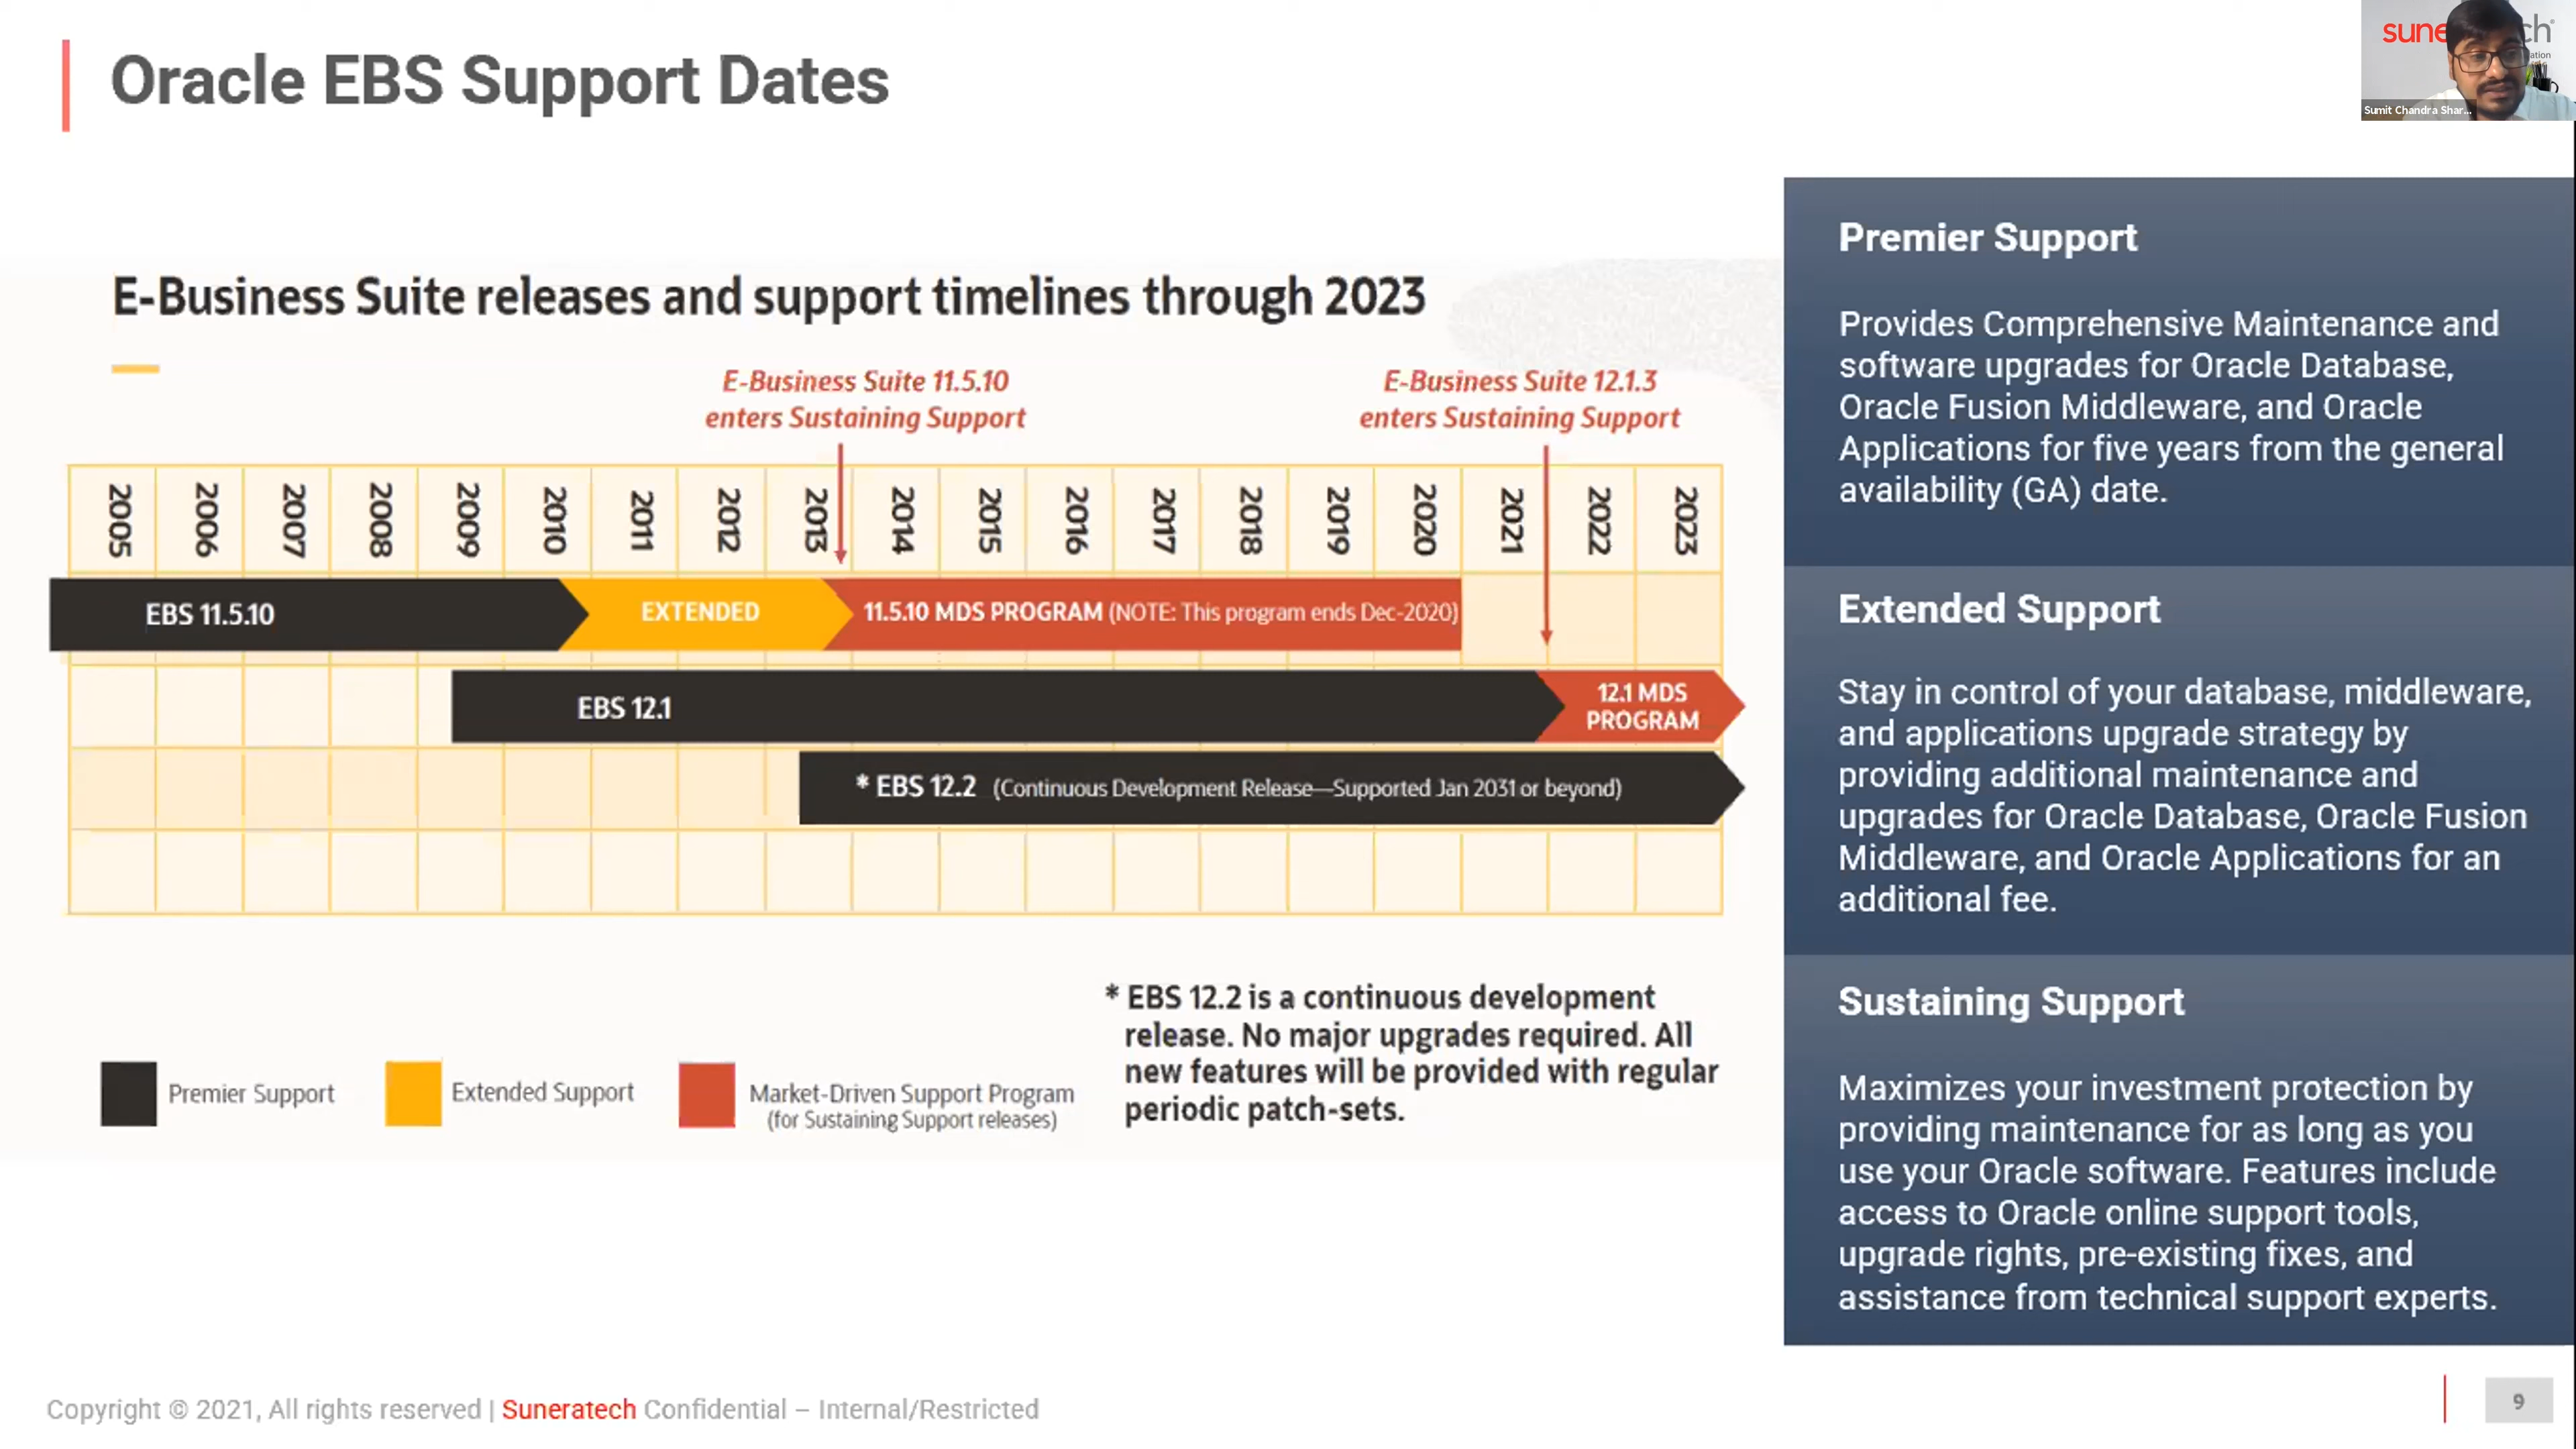 Oracle EBS Support Dates
sune ch
ation
Sumit Chandra Shar...
E-Business Suite releases and support timelines through 2023
E-Business Suite 11.5.10
enters Sustaining Support
E-Business Suite 12.1.3
enters Sustaining Support
2005 2006 2007 2008 2009 2010 2011 2012 2013 2014 2015 2016 2017 2018 2019 2020 2021 2022 2023
EBS 11.5.10 EXTENDED 11.5.10 MDS PROGRAM (NOTE: This program ends Dec-2020)
EBS 12.1
12.1 MDS
PROGRAM
* EBS 12.2 (Continuous Development Release—Supported Jan 2031 or beyond)
* EBS 12.2 is a continuous development
release. No major upgrades required. All
new features will be provided with regular
periodic patch-sets.
Premier Support
Extended Support
Market-Driven Support Program
(for Sustaining Support releases)
Premier Support
Provides Comprehensive Maintenance and
software upgrades for Oracle Database,
Oracle Fusion Middleware, and Oracle
Applications for five years from the general
availability (GA) date.
Extended Support
Stay in control of your database, middleware,
and applications upgrade strategy by
providing additional maintenance and
upgrades for Oracle Database, Oracle Fusion
Middleware, and Oracle Applications for an
additional fee.
Sustaining Support
Maximizes your investment protection by
providing maintenance for as long as you
use your Oracle software. Features include
access to Oracle online support tools,
upgrade rights, pre-existing fixes, and
assistance from technical support experts.
Copyright © 2021, All rights reserved | Suneratech Confidential – Internal/Restricted
9